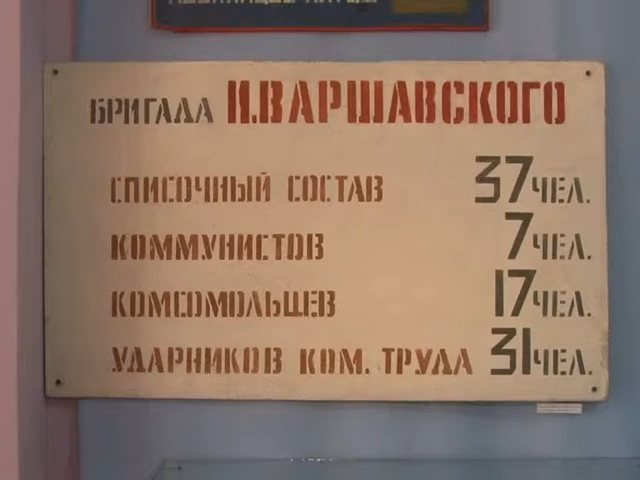 БРИГАДА И.ВАРШАВСКОГО
СПИСОЧНЫЙ СОСТАВ 37 ЧЕЛ.
КОММУНИСТОВ 7 ЧЕЛ.
КОМСОМОЛЬЦЕВ 17 ЧЕЛ.
УДАРНИКОВ КОМ. ТРУДА 31 ЧЕЛ.